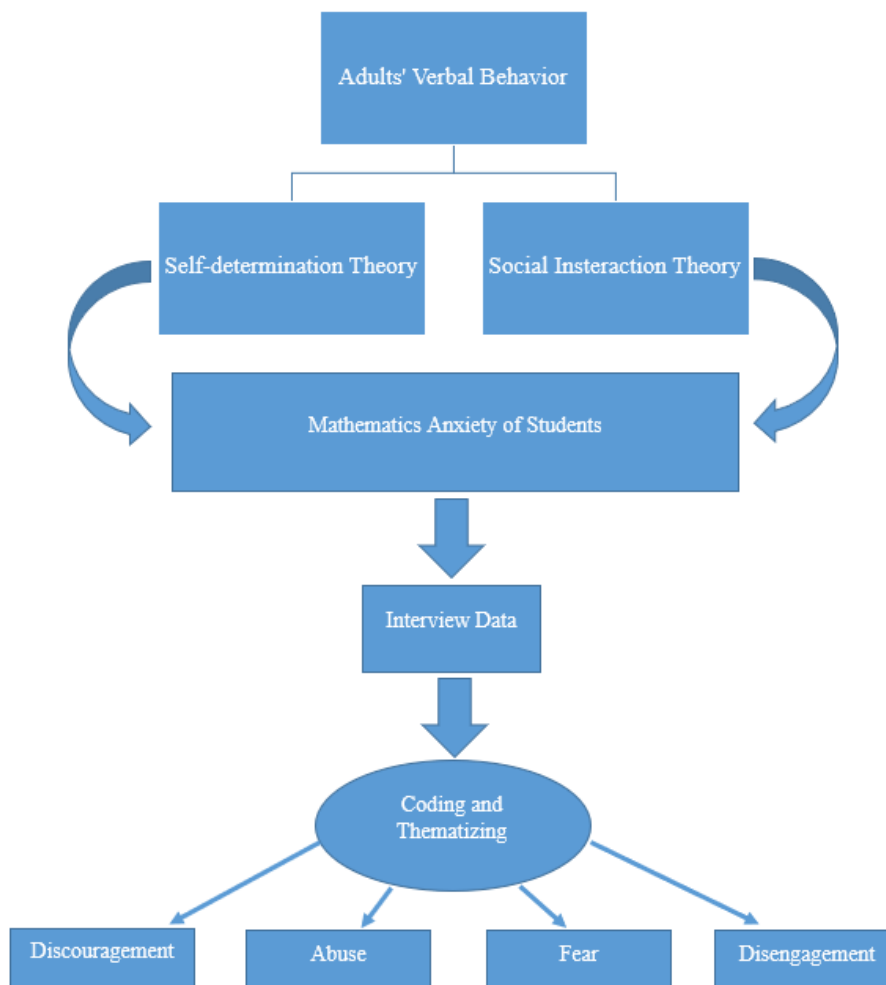 Adults' Verbal Behavior
Self-determination Theory
Social Insteraction Theory
Mathematics Anxiety of Students
Interview Data
Coding and
Thematizing
Discouragement
Abuse
Fear
Disengagement